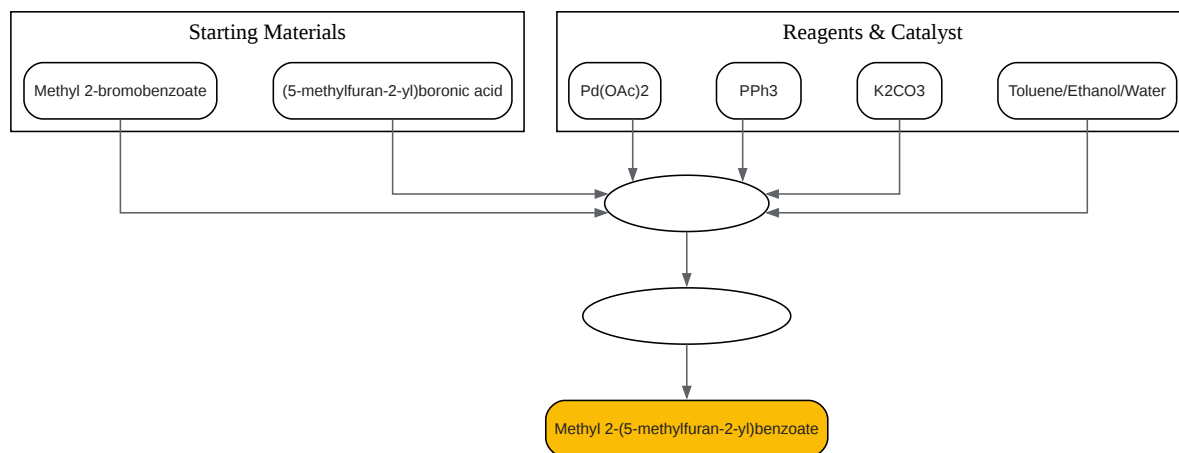 Starting Materials
Reagents & Catalyst
Methyl 2-bromobenzoate
(5-methylfuran-2-yl)boronic acid
Pd(OAc)2
PPh3
K2CO3
Toluene/Ethanol/Water
Methyl 2-(5-methylfuran-2-yl)benzoate